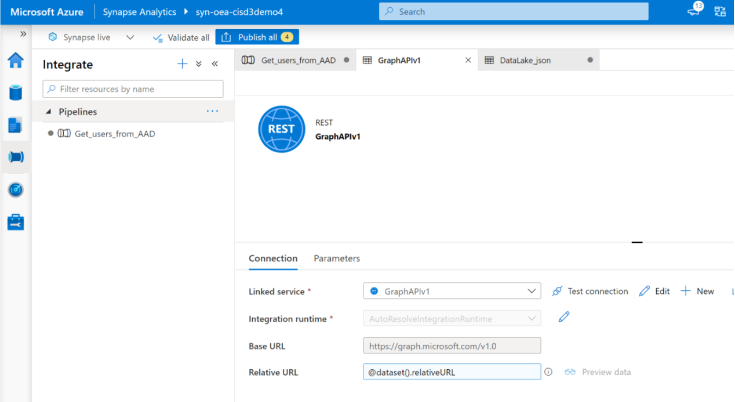 Microsoft Azure
Synapse Analytics
syn-oea-cisd3demo4
Search
13
Synapse live
Validate all
Publish all
4
Integrate
Filter resources by name
Pipelines
Get_users_from_AAD
Get_users_from_AAD
GraphAPIv1
DataLake_json
REST
REST
GraphAPIv1
Connection
Parameters
Linked service *
GraphAPIv1
Test connection
Edit
New
Integration runtime *
AutoResolveIntegrationRuntime
Base URL
https://graph.microsoft.com/v1.0
Relative URL
@dataset().relativeURL
Preview data